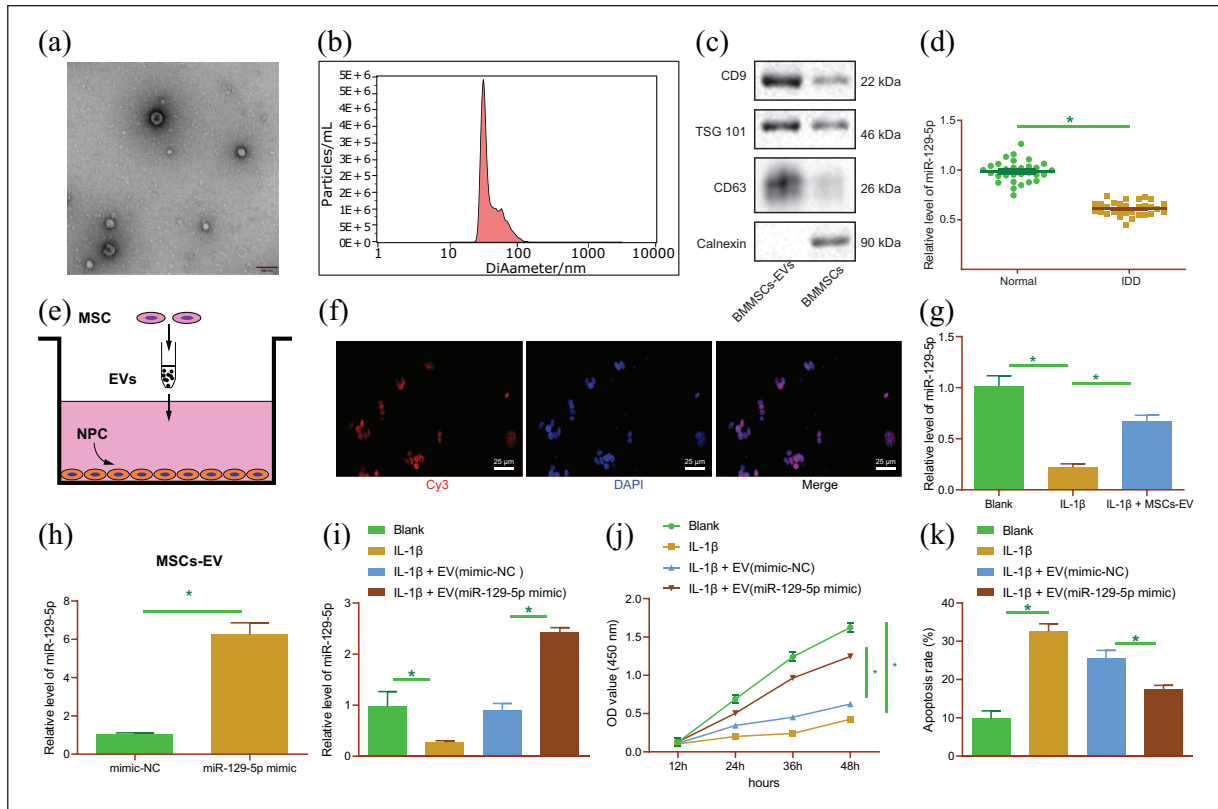 (a)
(b)
Particles/mL
5E+ 6
5E+ 6
4E+ 6
4E+ 6
3E+ 6
3E+ 6
2E+ 6
2E+ 6
1E+ 6
1E+ 6
5E+ 5
0E+ 0
1 10 100 1000 10000
DiAameter/nm
(c)
CD9 22 kDa
TSG 101 46 kDa
CD63 26 kDa
Calnexin 90 kDa
BMMSCs-EVs
BMMSCs
(d)
Relative level of miR-129-5p
1.5
1.0
0.5
*
Normal IDD
(e)
MSC
EVs
NPC
(f)
25 µm 25 µm 25 µm
Cy3 DAPI Merge
(g)
Relative level of miR-129-5p
1.5
1.0
0.5
0.0
* *
Blank IL-1β IL-1β + MSCs-EV
(h)
MSCs-EV
Relative level of miR-129-5p
8
6
4
2
0
*
mimic-NC miR-129-5p mimic
(i)
Blank
IL-1β
IL-1β + EV(mimic-NC )
IL-1β + EV(miR-129-5p mimic)
Relative level of miR-129-5p
3
2
1
0
* *
(j)
Blank
IL-1β
IL-1β + EV(mimic-NC)
IL-1β + EV(miR-129-5p mimic)
OD value (450 nm)
2.0
1.5
1.0
0.5
0.0
* *
12h 24h 36h 48h
hours
(k)
Blank
IL-1β
IL-1β + EV(mimic-NC)
IL-1β + EV(miR-129-5p mimic)
Apoptosis rate (%)
40
30
20
10
0
* *